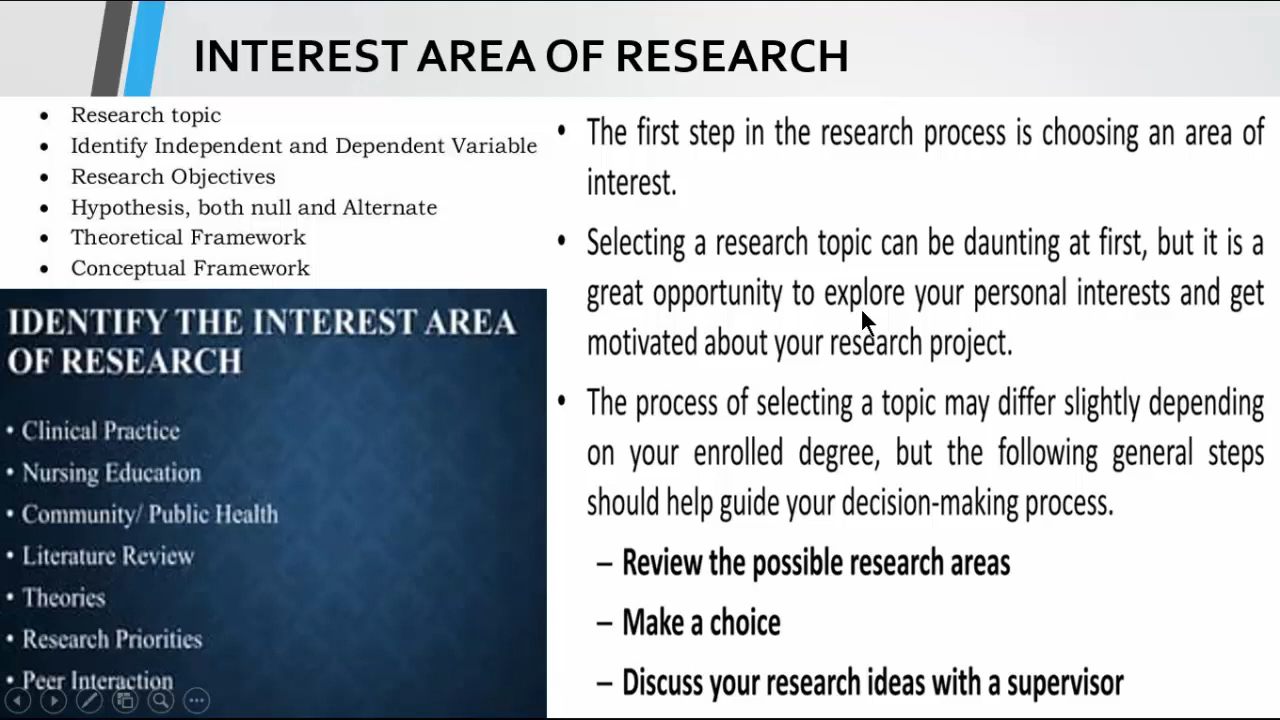 INTEREST AREA OF RESEARCH
• Research topic
• Identify Independent and Dependent Variable
• Research Objectives
• Hypothesis, both null and Alternate
• Theoretical Framework
• Conceptual Framework
IDENTIFY THE INTEREST AREA
OF RESEARCH
• Clinical Practice
• Nursing Education
• Community/ Public Health
• Literature Review
• Theories
• Research Priorities
• Peer Interaction
• The first step in the research process is choosing an area of
interest.
• Selecting a research topic can be daunting at first, but it is a
great opportunity to explore your personal interests and get
motivated about your research project.
• The process of selecting a topic may differ slightly depending
on your enrolled degree, but the following general steps
should help guide your decision-making process.
– Review the possible research areas
– Make a choice
– Discuss your research ideas with a supervisor